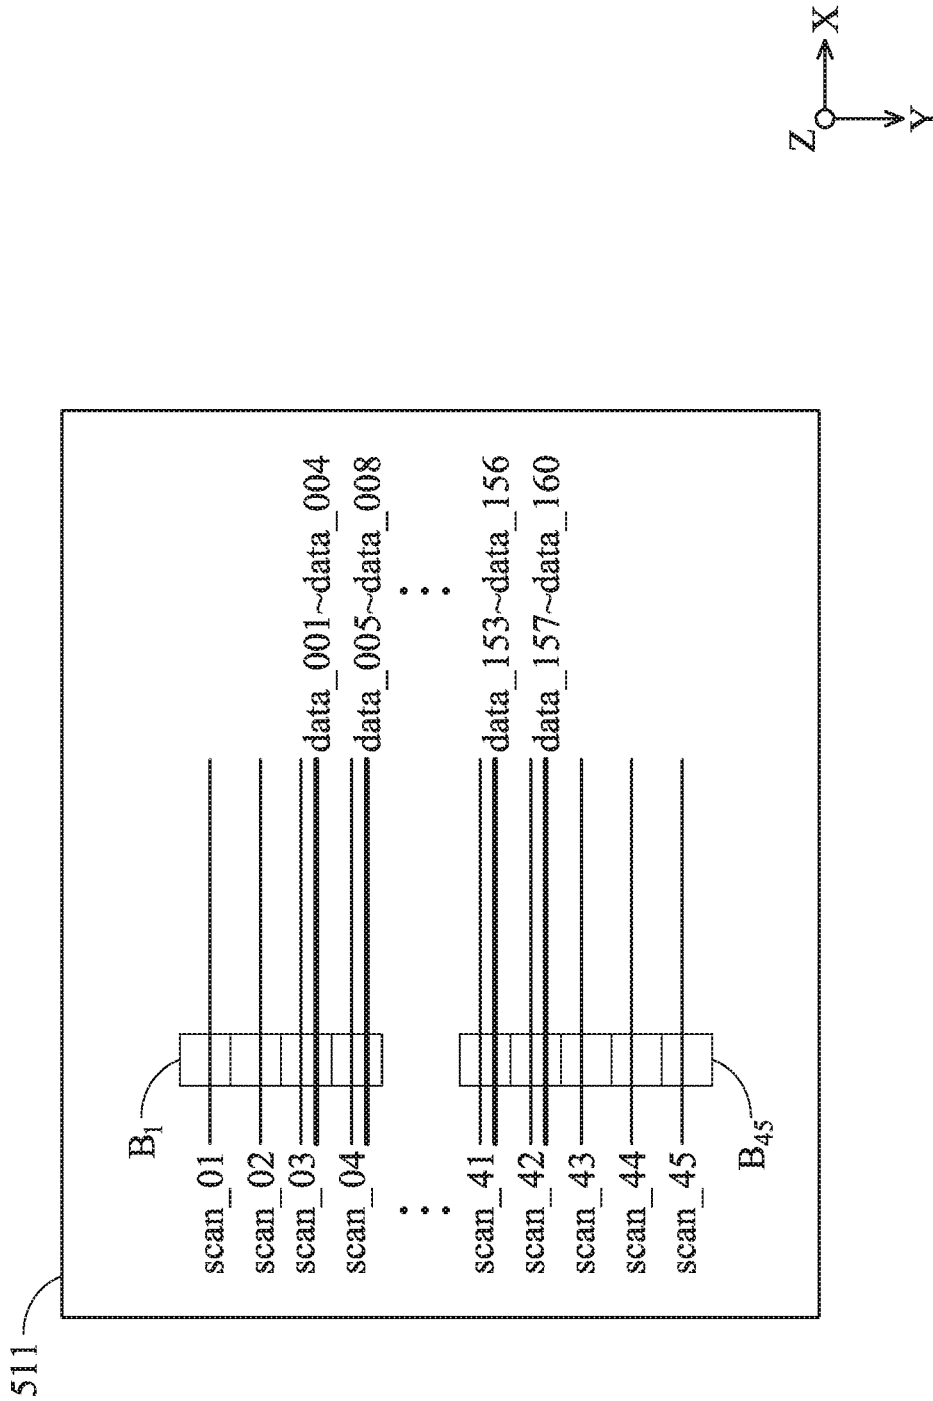 511
B1
scan_01
scan_02
scan_03
scan_04
scan_41
scan_42
scan_43
scan_44
scan_45
B45
data_001~data_004
data_005~data_008
data_153~data_156
data_157~data_160
Z
X
Y